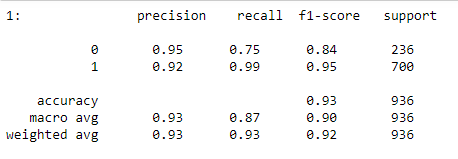 1: precision recall f1-score support
0 0.95 0.75 0.84 236
1 0.92 0.99 0.95 700
accuracy 0.93 936
macro avg 0.93 0.87 0.90 936
weighted avg 0.93 0.93 0.92 936